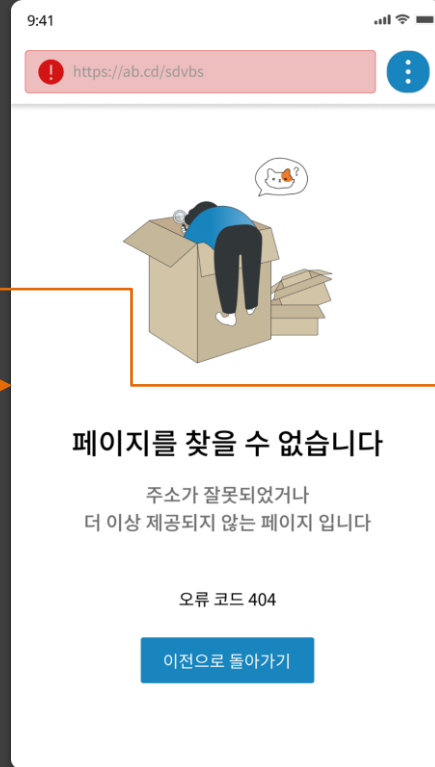 9:41
https://ab.cd/sdvbs
?
페이지를 찾을 수 없습니다
주소가 잘못되었거나
더 이상 제공되지 않는 페이지 입니다
오류 코드 404
이전으로 돌아가기